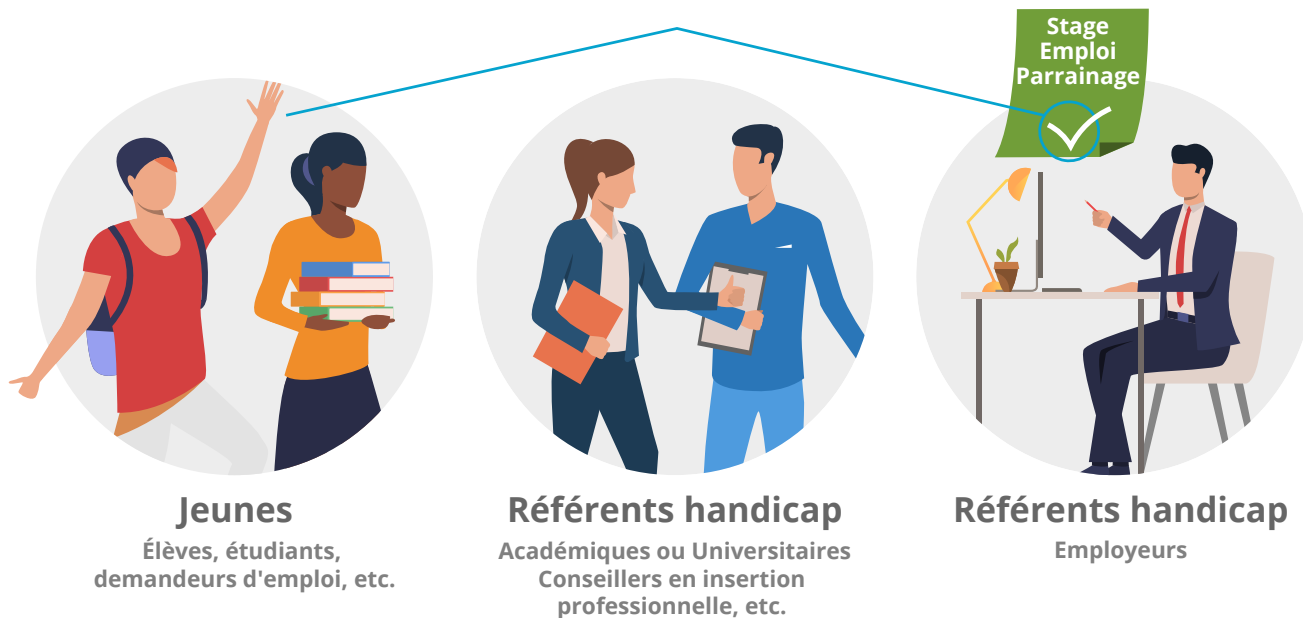 Stage
Emploi
Parrainage
Jeunes
Élèves, étudiants,
demandeurs d'emploi, etc.
Référents handicap
Académiques ou Universitaires
Conseillers en insertion
professionnelle, etc.
Référents handicap
Employeurs